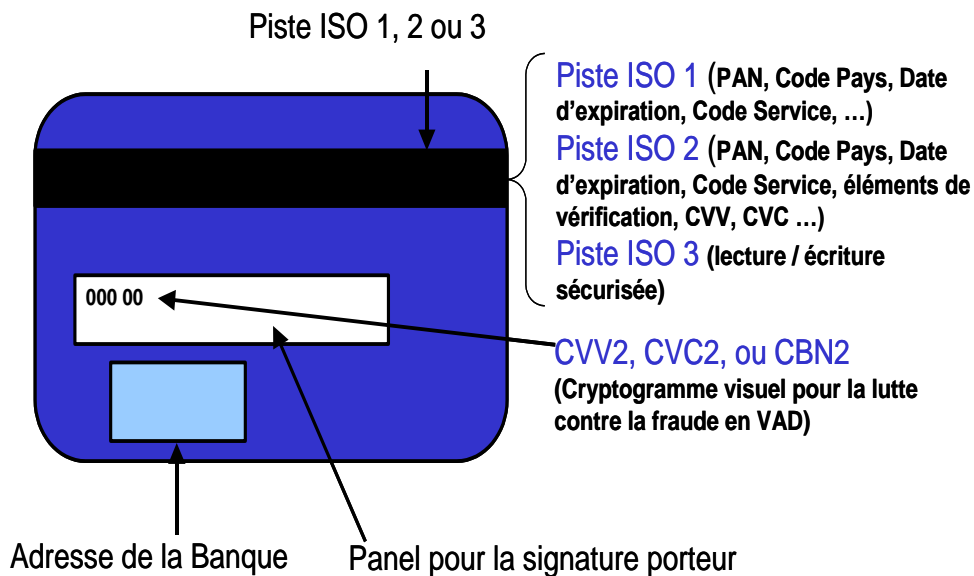 Piste ISO 1, 2 ou 3
Piste ISO 1 (PAN, Code Pays, Date
d'expiration, Code Service, …)
Piste ISO 2 (PAN, Code Pays, Date
d'expiration, Code Service, éléments de
vérification, CVV, CVC …)
Piste ISO 3 (lecture / écriture
sécurisée)
000 00
CVV2, CVC2, ou CBN2
(Cryptogramme visuel pour la lutte
contre la fraude en VAD)
Adresse de la Banque
Panel pour la signature porteur